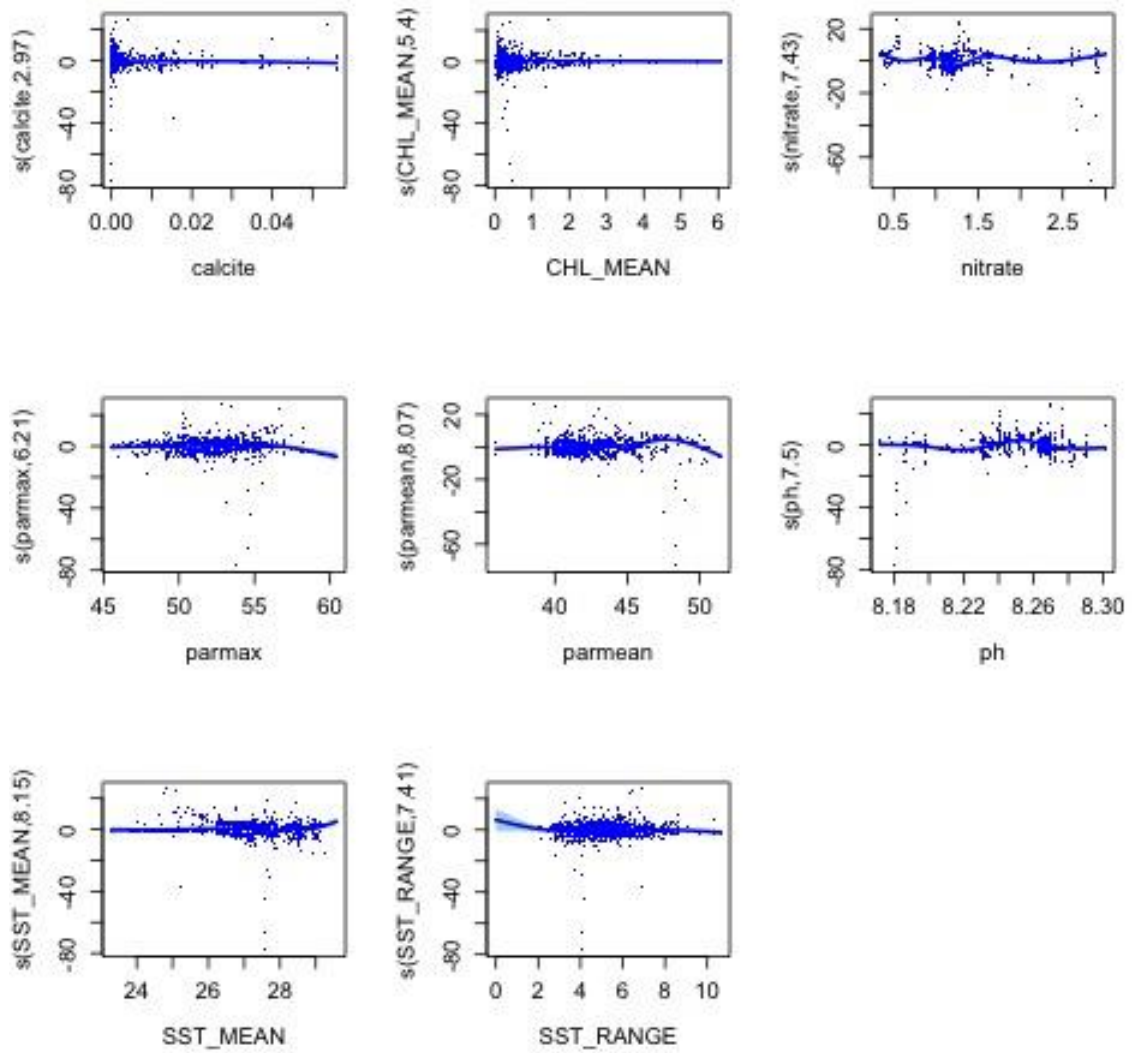 s(calcite,2.97)
0
-40
-80
0.00 0.02 0.04
calcite
s(CHL_MEAN,5.4)
0
-40
-80
0 1 2 3 4 5 6
CHL_MEAN
s(nitrate,7.43)
20
-20
-60
0.5 1.5 2.5
nitrate
s(parmax,6.21)
0
-40
-80
45 50 55 60
parmax
s(parmean,8.07)
20
-20
-60
40 45 50
parmean
s(ph,7.5)
0
-40
-80
8.18 8.22 8.26 8.30
ph
s(SST_MEAN,8.15)
0
-40
-80
24 26 28
SST_MEAN
s(SST_RANGE,7.41)
0
-40
-80
0 2 4 6 8 10
SST_RANGE